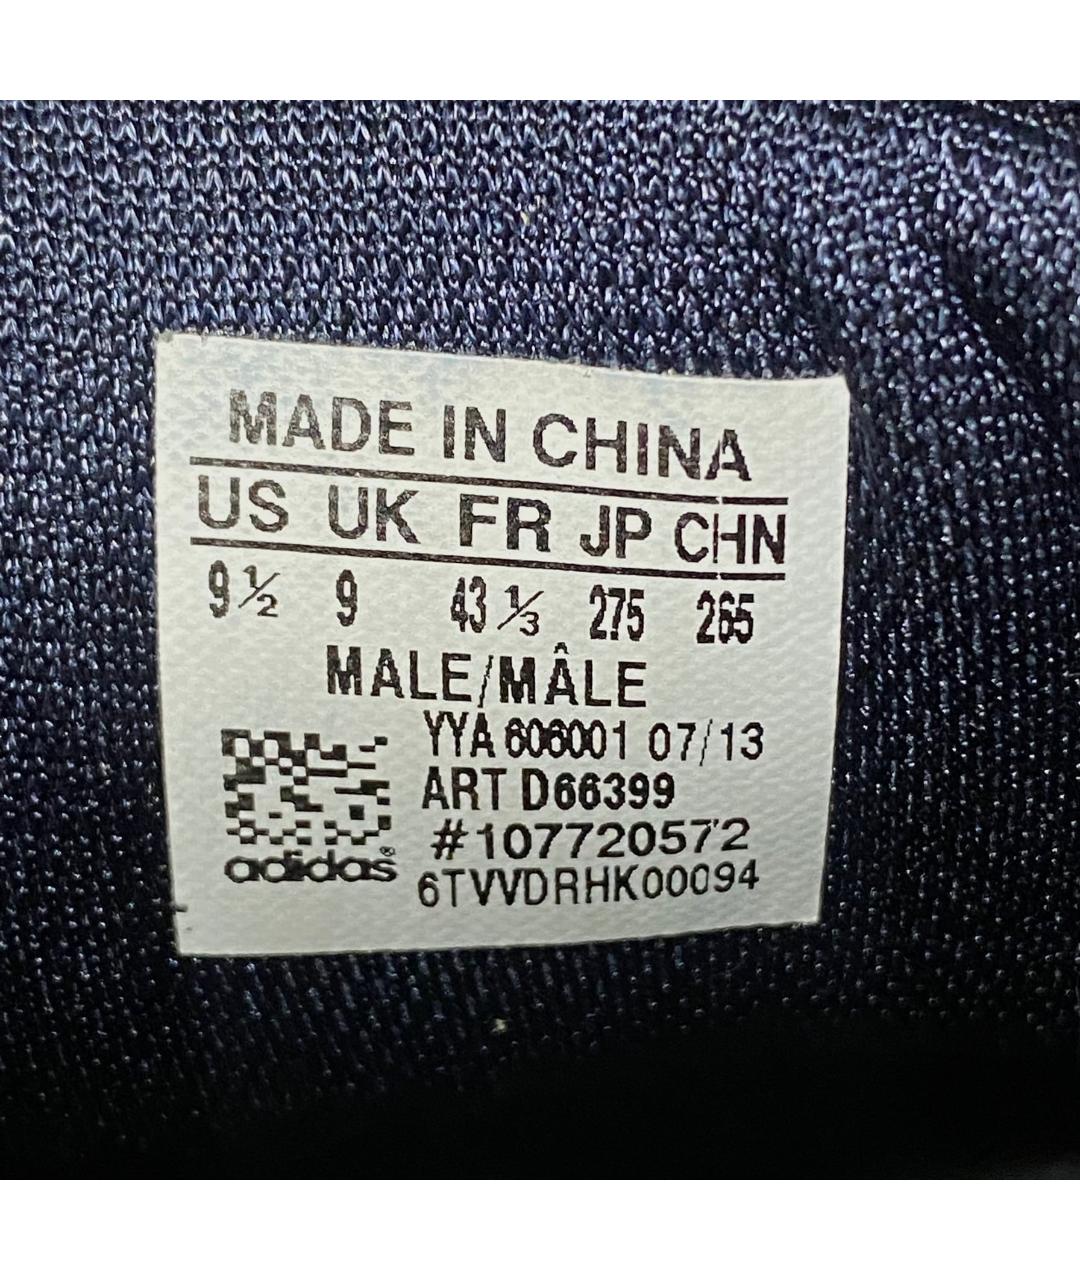 MADE IN CHINA
US UK FR JP CHN
9½ 9 43⅓ 275 265
MALE/MÂLE
YYA 606001 07/13
ART D66399
#107720572
adidas®
6TVVDRHK00094